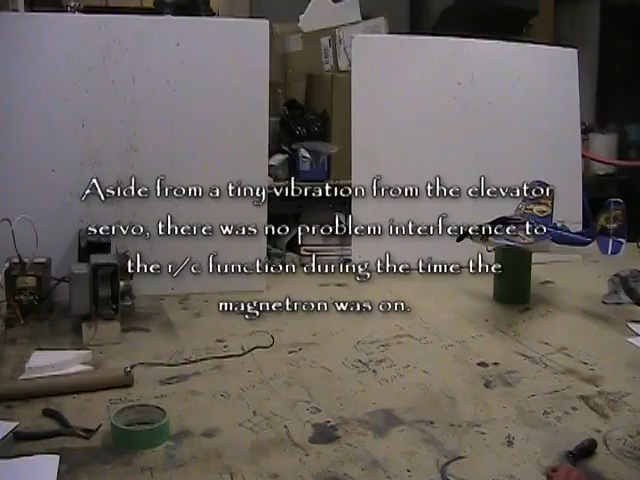 Aside from a tiny vibration from the elevator
servo, there was no problem interference to
the r/c function during the time the
magnetron was on.